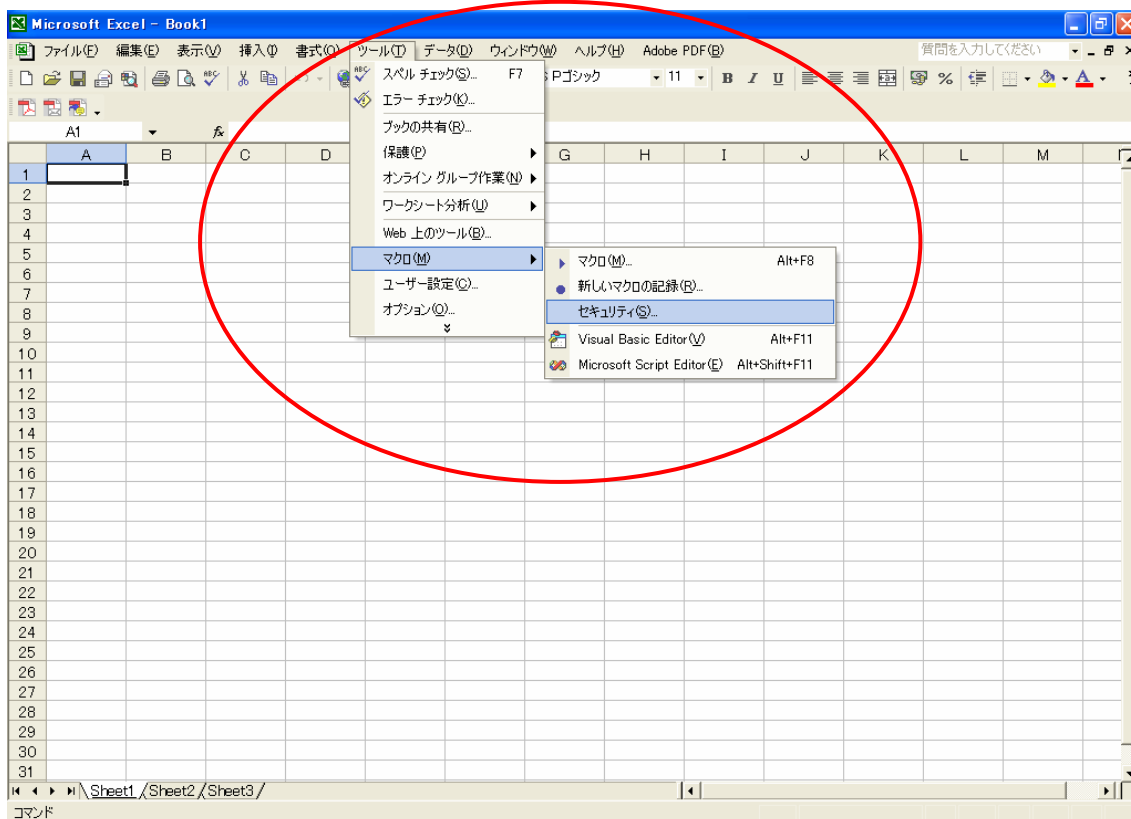 Microsoft Excel - Book1
ファイル(F) 編集(E) 表示(V) 挿入(I) 書式(O) ツール(T) データ(D) ウィンドウ(W) ヘルプ(H) Adobe PDF(B) 質問を入力してください
Pゴシック 11 B I U %
A1 fx
A B C D G H I J K L M
スペル チェック(S)... F7
エラー チェック(K)...
ブックの共有(R)...
保護(P)
オンライン グループ作業(N)
ワークシート分析(U)
Web 上のツール(B)...
マクロ(M)
ユーザー設定(C)...
オプション(O)...
マクロ(M)... Alt+F8
新しいマクロの記録(R)...
セキュリティ(S)...
Visual Basic Editor(V) Alt+F11
Microsoft Script Editor(E) Alt+Shift+F11
1
2
3
4
5
6
7
8
9
10
11
12
13
14
15
16
17
18
19
20
21
22
23
24
25
26
27
28
29
30
31
Sheet1 Sheet2 Sheet3
コマンド